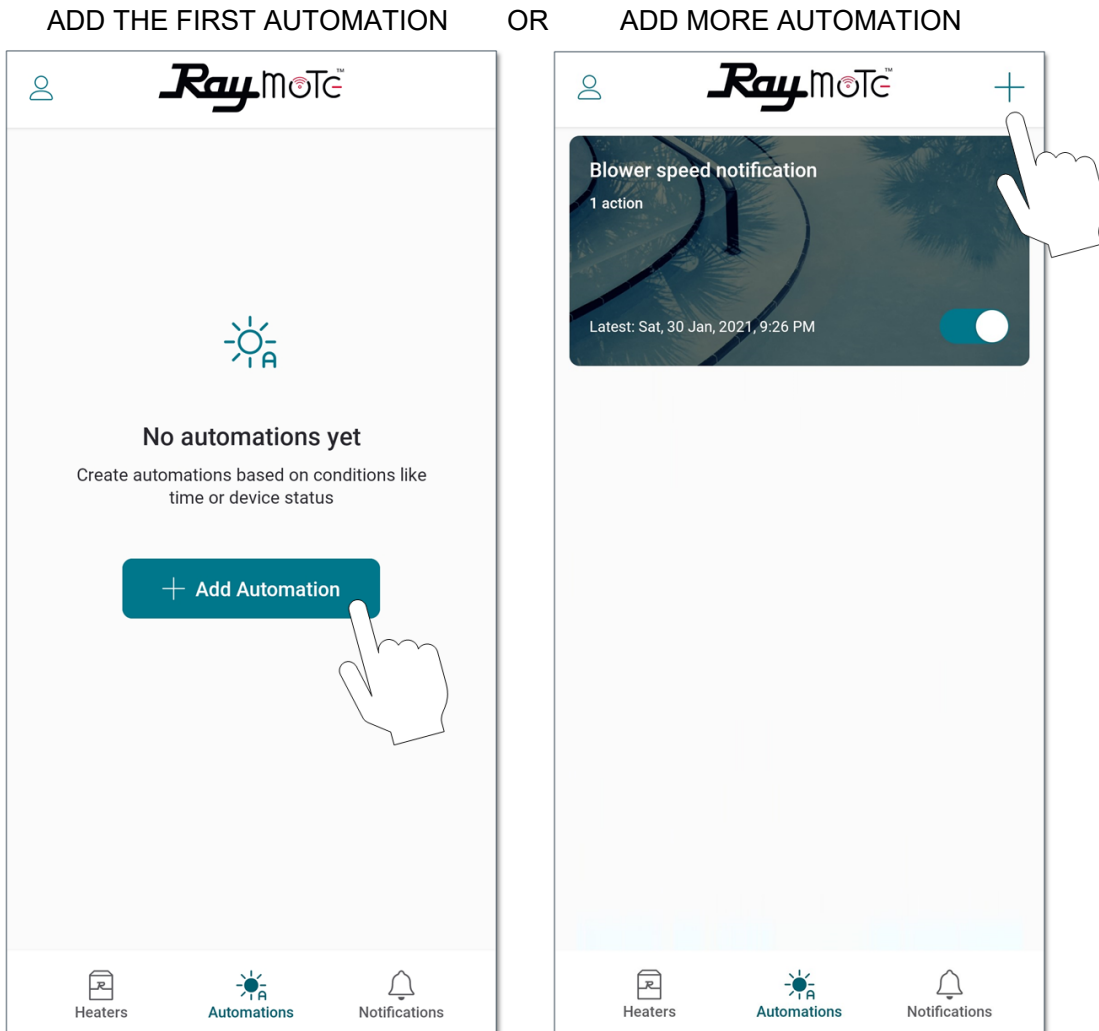 ADD THE FIRST AUTOMATION OR ADD MORE AUTOMATION
RaymoTe™
No automations yet
Create automations based on conditions like
time or device status
Add Automation
Heaters
Automations
Notifications
RaymoTe™
Blower speed notification
1 action
Latest: Sat, 30 Jan, 2021, 9:26 PM
Heaters
Automations
Notifications